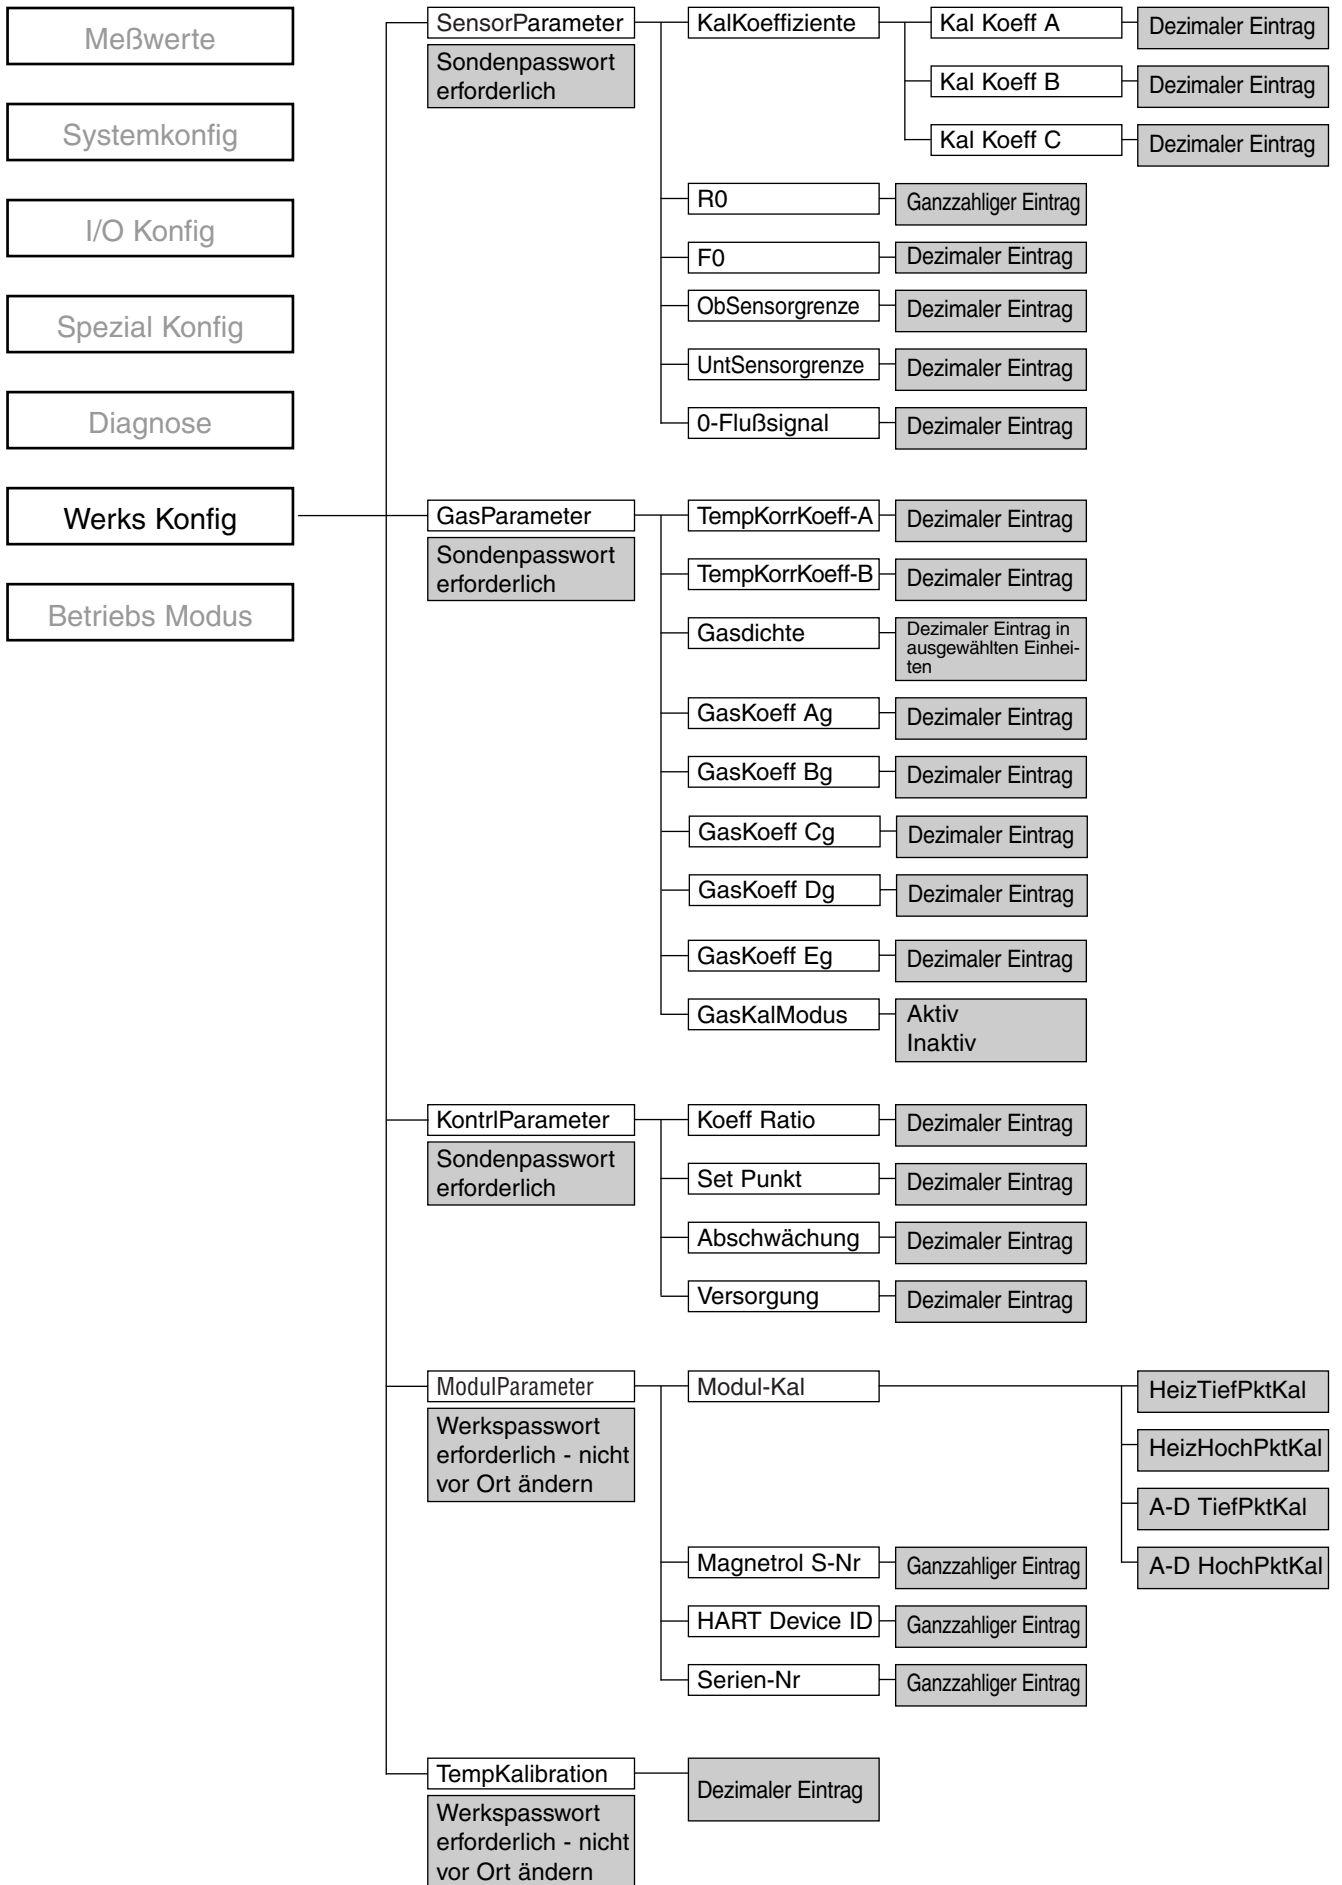 Meßwerte
Systemkonfig
I/O Konfig
Spezial Konfig
Diagnose
Werks Konfig
Betriebs Modus
SensorParameter
Sondenpasswort
erforderlich
KalKoeffiziente
Kal Koeff A
Dezimaler Eintrag
Kal Koeff B
Dezimaler Eintrag
Kal Koeff C
Dezimaler Eintrag
R0
Ganzzahliger Eintrag
F0
Dezimaler Eintrag
ObSensorgrenze
Dezimaler Eintrag
UntSensorgrenze
Dezimaler Eintrag
0-Flußsignal
Dezimaler Eintrag
GasParameter
Sondenpasswort
erforderlich
TempKorrKoeff-A
Dezimaler Eintrag
TempKorrKoeff-B
Dezimaler Eintrag
Gasdichte
Dezimaler Eintrag in
ausgewählten Einhei-
ten
GasKoeff Ag
Dezimaler Eintrag
GasKoeff Bg
Dezimaler Eintrag
GasKoeff Cg
Dezimaler Eintrag
GasKoeff Dg
Dezimaler Eintrag
GasKoeff Eg
Dezimaler Eintrag
GasKalModus
Aktiv
Inaktiv
KontrlParameter
Sondenpasswort
erforderlich
Koeff Ratio
Dezimaler Eintrag
Set Punkt
Dezimaler Eintrag
Abschwächung
Dezimaler Eintrag
Versorgung
Dezimaler Eintrag
ModulParameter
Werkspasswort
erforderlich - nicht
vor Ort ändern
Modul-Kal
HeizTiefPktKal
HeizHochPktKal
A-D TiefPktKal
A-D HochPktKal
Magnetrol S-Nr
Ganzzahliger Eintrag
HART Device ID
Ganzzahliger Eintrag
Serien-Nr
Ganzzahliger Eintrag
TempKalibration
Werkspasswort
erforderlich - nicht
vor Ort ändern
Dezimaler Eintrag